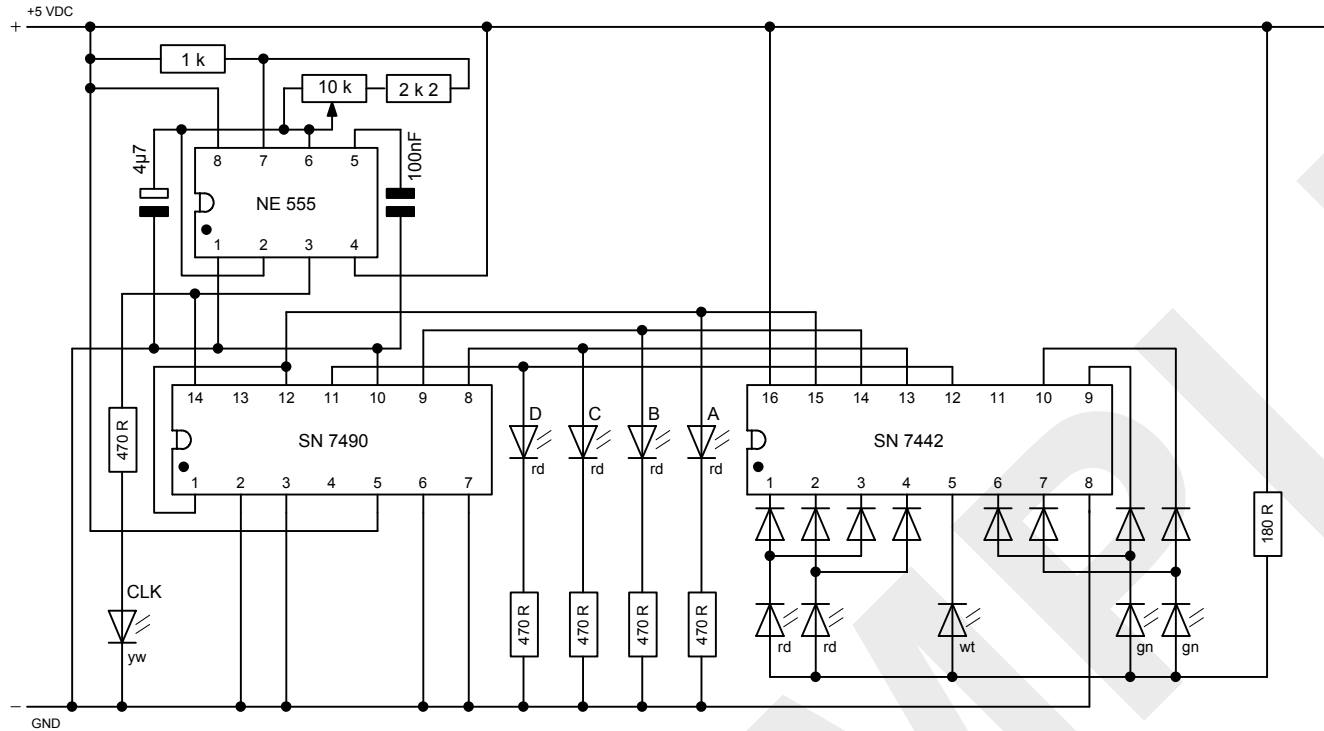 + +5 VDC
1 k
10 k
2 k 2
4µ7
100nF
8 7 6 5
NE 555
1 2 3 4
14 13 12 11 10 9 8
16 15 14 13 12 11 10 9
470 R
SN 7490
D C B A
rd rd rd rd
SN 7442
1 2 3 4 5 6 7
1 2 3 4 5 6 7 8
180 R
CLK
yw
470 R 470 R 470 R 470 R
rd rd wt gn gn
−
GND